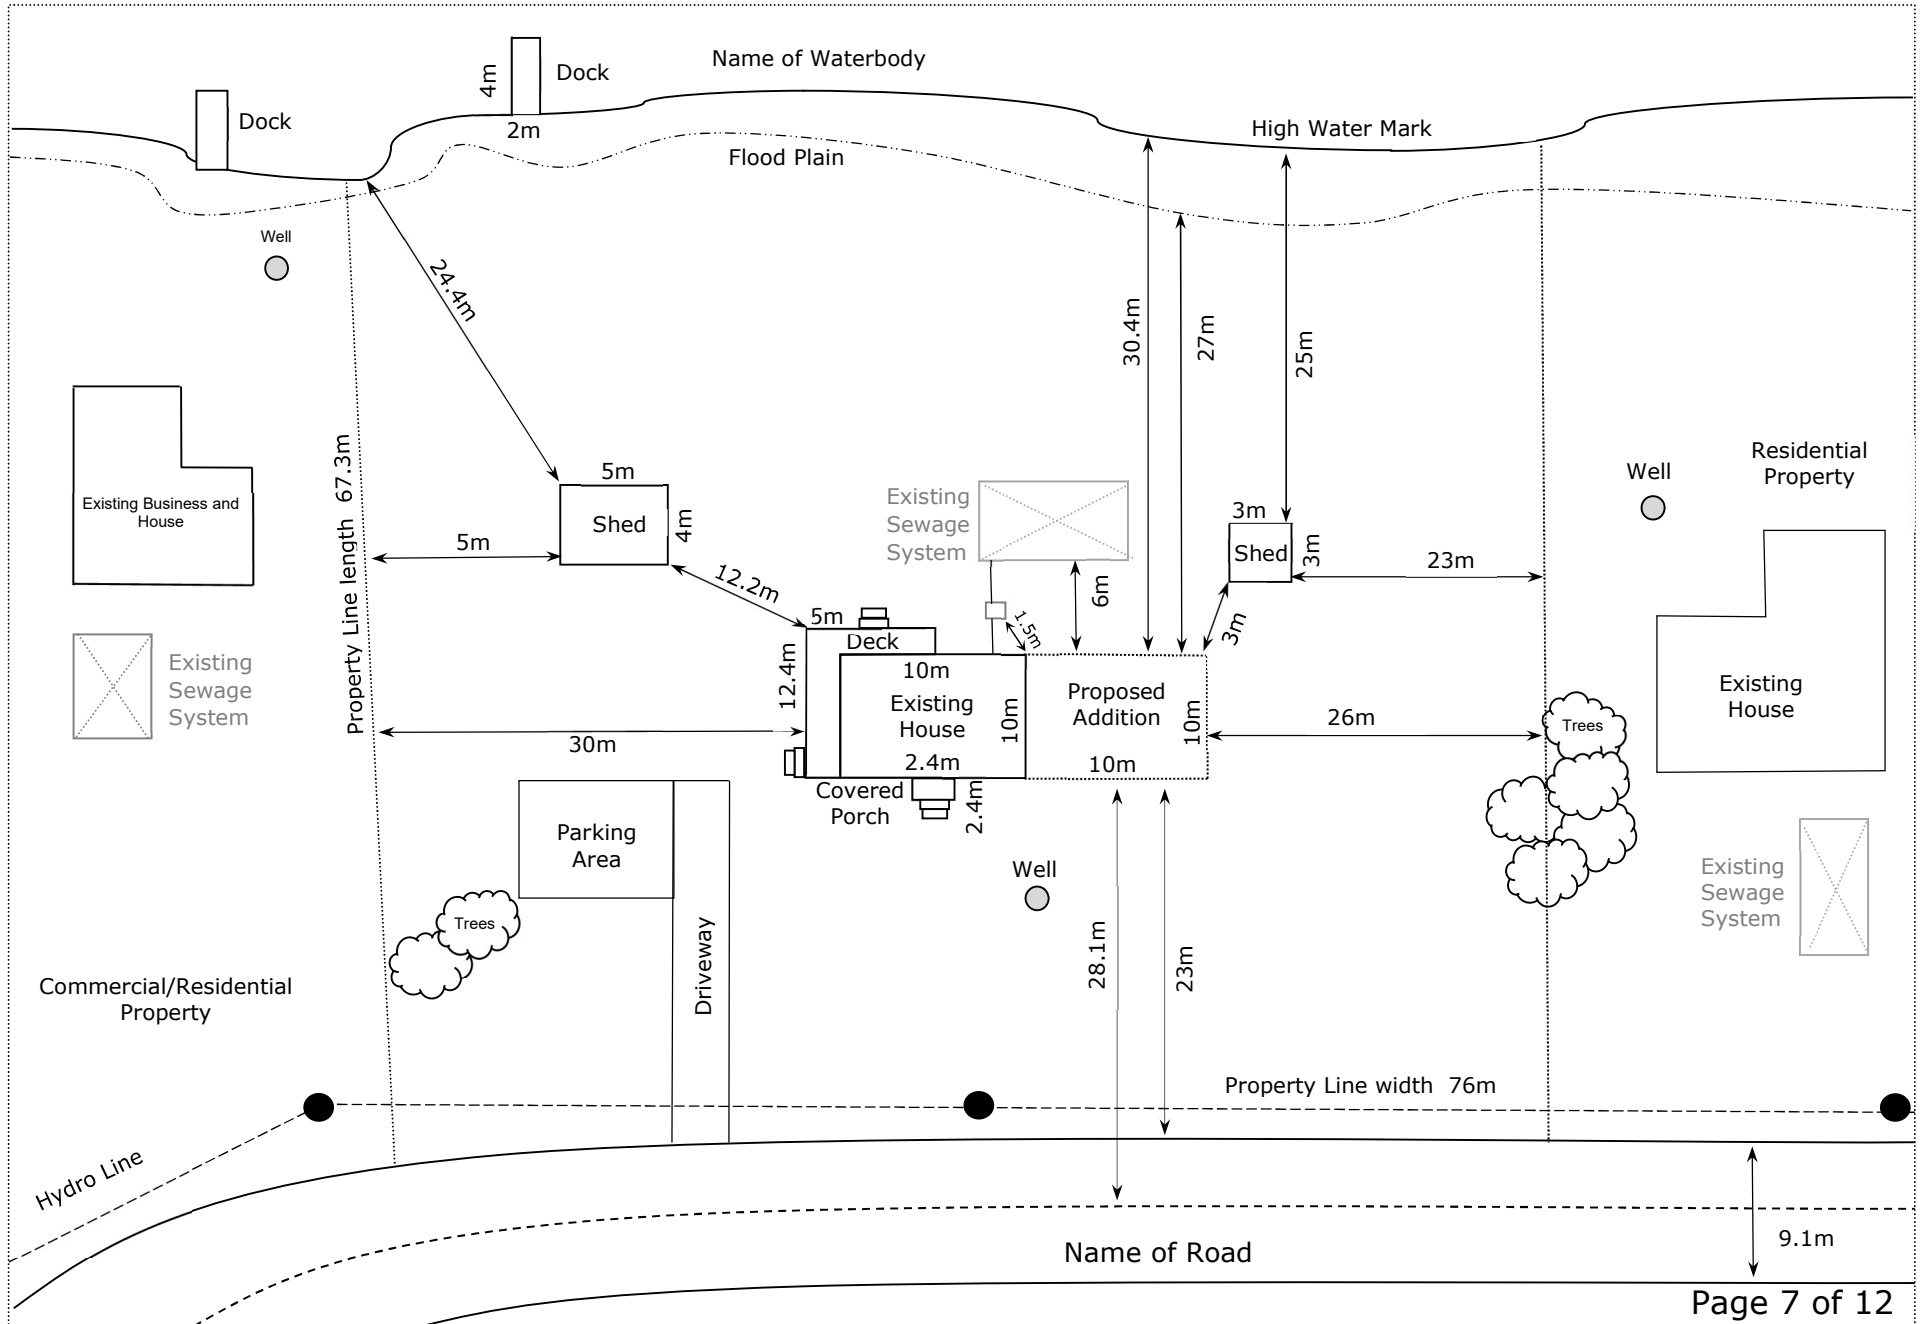 Name of Waterbody
4m
Dock
Dock
2m
High Water Mark
Flood Plain
Well
24.4m
30.4m
27m
25m
Property Line length 67.3m
Existing Business and
House
5m
Shed
4m
5m
Existing
Sewage
System
6m
3m
Shed
3m
23m
Well
Residential
Property
12.2m
1.5m
3m
5m
Deck
12.4m
10m
Existing
House
10m
2.4m
Proposed
Addition
10m
10m
26m
Trees
Existing
House
Existing
Sewage
System
30m
Covered
Porch
2.4m
Parking
Area
Well
Existing
Sewage
System
Trees
Driveway
28.1m
23m
Commercial/Residential
Property
Property Line width 76m
Hydro Line
Name of Road
9.1m
Page 7 of 12